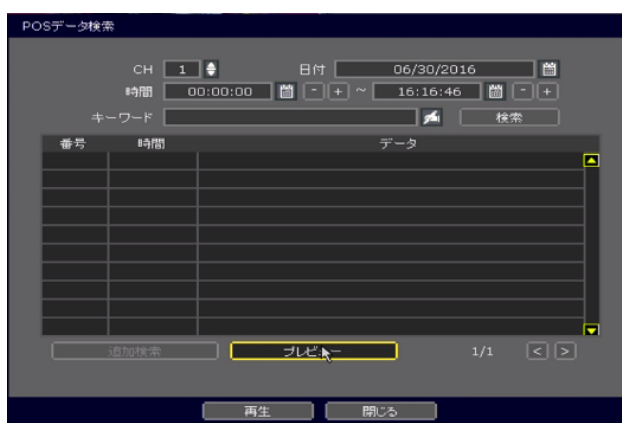 POSデータ検索
CH 1 日付 06/30/2016
時間 00:00:00 - + ~ 16:16:46 - +
キーワード 検索
番号 時間 データ
追加検索 プレビュー 1/1 < >
再生 閉じる